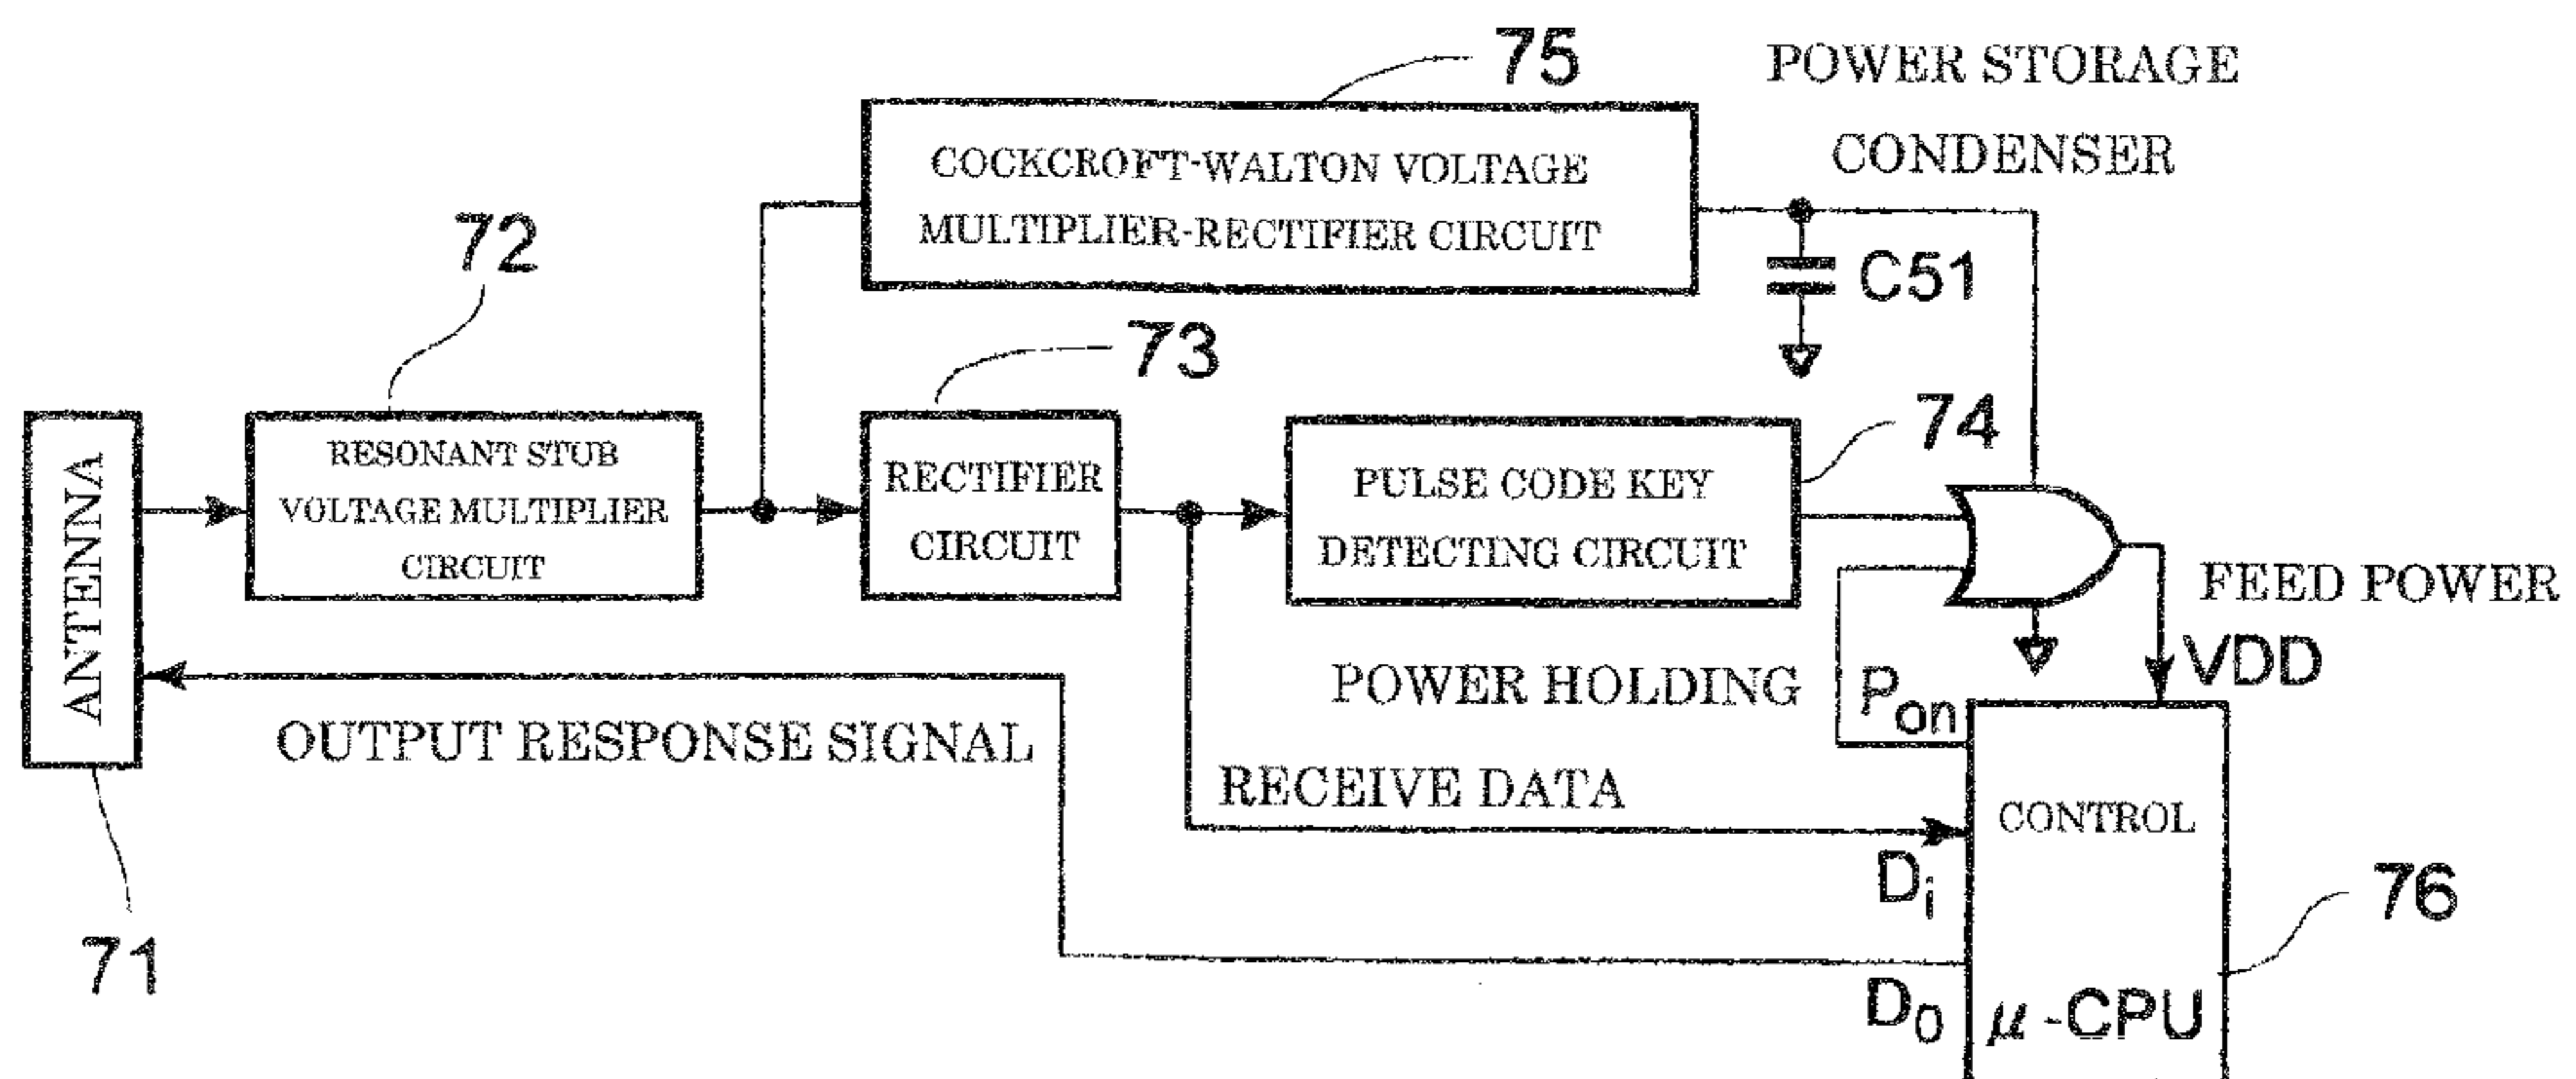 75
POWER STORAGE
CONDENSER
COCKCROFT-WALTON VOLTAGE
MULTIPLIER-RECTIFIER CIRCUIT
C51
72
73
74
ANTENNA
RESONANT STUB
VOLTAGE MULTIPLIER
CIRCUIT
RECTIFIER
CIRCUIT
PULSE CODE KEY
DETECTING CIRCUIT
FEED POWER
VDD
POWER HOLDING
Pon
OUTPUT RESPONSE SIGNAL
RECEIVE DATA
CONTROL
Di
76
71
D0
μ-CPU